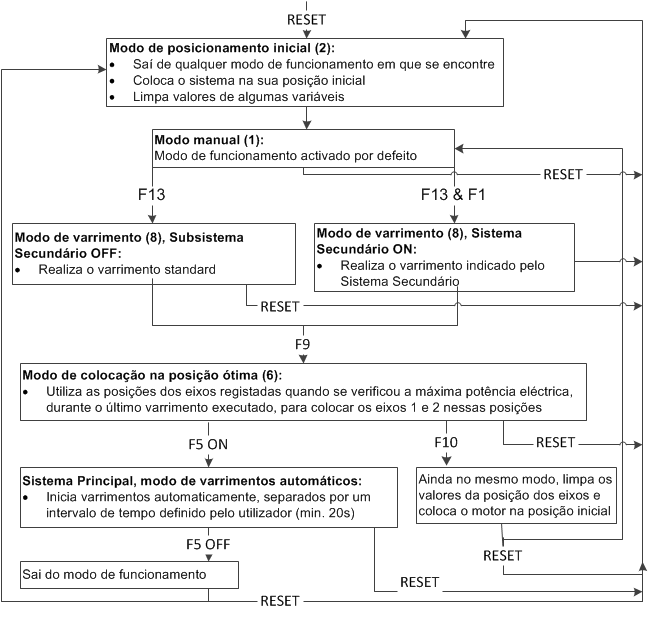 RESET
Modo de posicionamento inicial (2):
• Saí de qualquer modo de funcionamento em que se encontre
• Coloca o sistema na sua posição inicial
• Limpa valores de algumas variáveis
Modo manual (1):
Modo de funcionamento activado por defeito
RESET
F13
F13 & F1
Modo de varrimento (8), Subsistema
Secundário OFF:
• Realiza o varrimento standard
Modo de varrimento (8), Sistema
Secundário ON:
• Realiza o varrimento indicado pelo
Sistema Secundário
RESET
F9
Modo de colocação na posição ótima (6):
• Utiliza as posições dos eixos registadas quando se verificou a máxima potência eléctrica,
durante o último varrimento executado, para colocar os eixos 1 e 2 nessas posições
F5 ON
F10
RESET
Sistema Principal, modo de varrimentos automáticos:
• Inicia varrimentos automaticamente, separados por um
intervalo de tempo definido pelo utilizador (min. 20s)
Ainda no mesmo modo, limpa os
valores da posição dos eixos e
coloca o motor na posição inicial
F5 OFF
RESET
Sai do modo de funcionamento
RESET
RESET